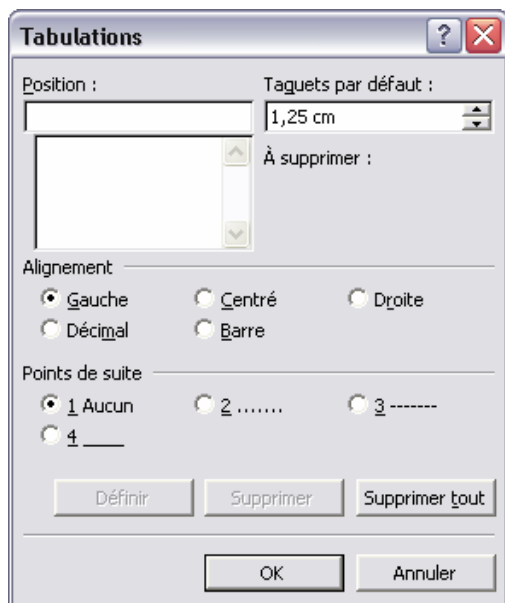 Tabulations
Position :
Taquets par défaut :
1,25 cm
À supprimer :
Alignement
Gauche
Centré
Droite
Décimal
Barre
Points de suite
1 Aucun
2 .......
3 -------
4 ____
Définir
Supprimer
Supprimer tout
OK
Annuler